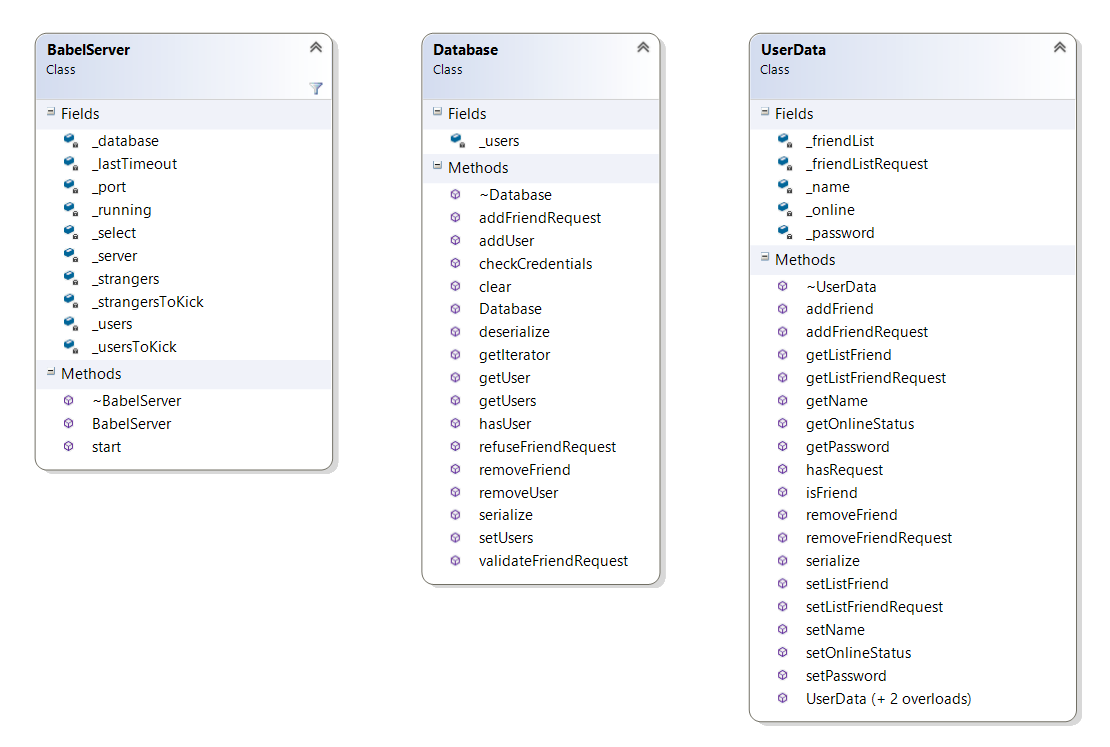 BabelServer
Class
Fields
_database
_lastTimeout
_port
_running
_select
_server
_strangers
_strangersToKick
_users
_usersToKick
Methods
~BabelServer
BabelServer
start
Database
Class
Fields
_users
Methods
~Database
addFriendRequest
addUser
checkCredentials
clear
Database
deserialize
getIterator
getUser
getUsers
hasUser
refuseFriendRequest
removeFriend
removeUser
serialize
setUsers
validateFriendRequest
UserData
Class
Fields
_friendList
_friendListRequest
_name
_online
_password
Methods
~UserData
addFriend
addFriendRequest
getListFriend
getListFriendRequest
getName
getOnlineStatus
getPassword
hasRequest
isFriend
removeFriend
removeFriendRequest
serialize
setListFriend
setListFriendRequest
setName
setOnlineStatus
setPassword
UserData (+ 2 overloads)